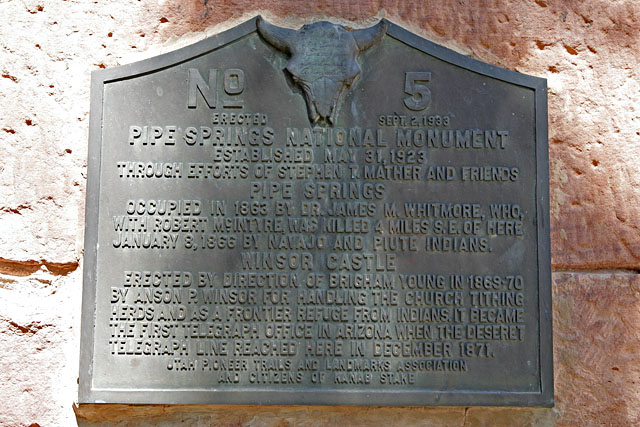 No 5
ERECTED SEPT. 2, 1933
PIPE SPRINGS NATIONAL MONUMENT
ESTABLISHED MAY 31, 1923
THROUGH EFFORTS OF STEPHEN T. MATHER AND FRIENDS
PIPE SPRINGS
OCCUPIED IN 1863 BY DR. JAMES M. WHITMORE, WHO,
WITH ROBERT McINTYRE, WAS KILLED 4 MILES S.E. OF HERE
JANUARY 8, 1866 BY NAVAJO AND PIUTE INDIANS.
WINSOR CASTLE
ERECTED BY DIRECTION OF BRIGHAM YOUNG IN 1869-70
BY ANSON P. WINSOR FOR HANDLING THE CHURCH TITHING
HERDS AND AS A FRONTIER REFUGE FROM INDIANS. IT BECAME
THE FIRST TELEGRAPH OFFICE IN ARIZONA WHEN THE DESERET
TELEGRAPH LINE REACHED HERE IN DECEMBER 1871.
UTAH PIONEER TRAILS AND LANDMARKS ASSOCIATION
AND CITIZENS OF KANAB STAKE